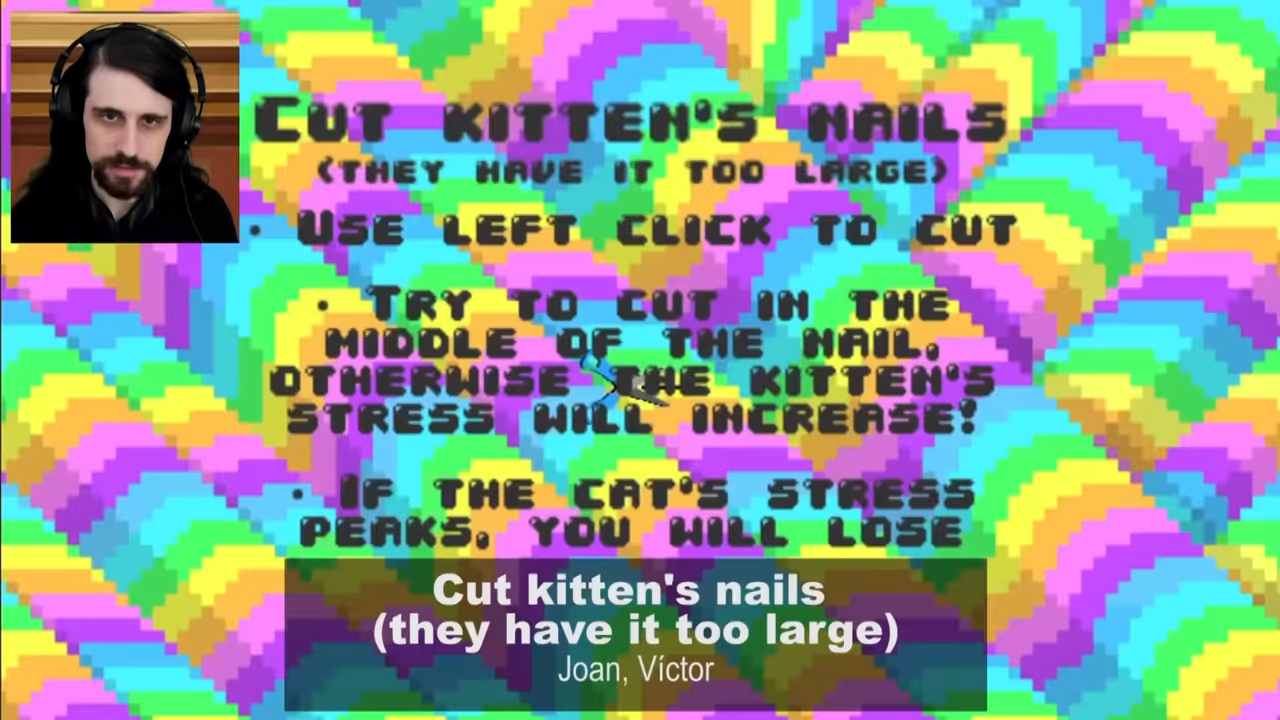 Cut kitten's nails
(they have it too large)
· Use left click to cut
· Try to cut in the
middle of the nail,
otherwise the kitten's
stress will increase!
· If the cat's stress
peaks, you will lose
Cut kitten's nails
(they have it too large)
Joan, Víctor